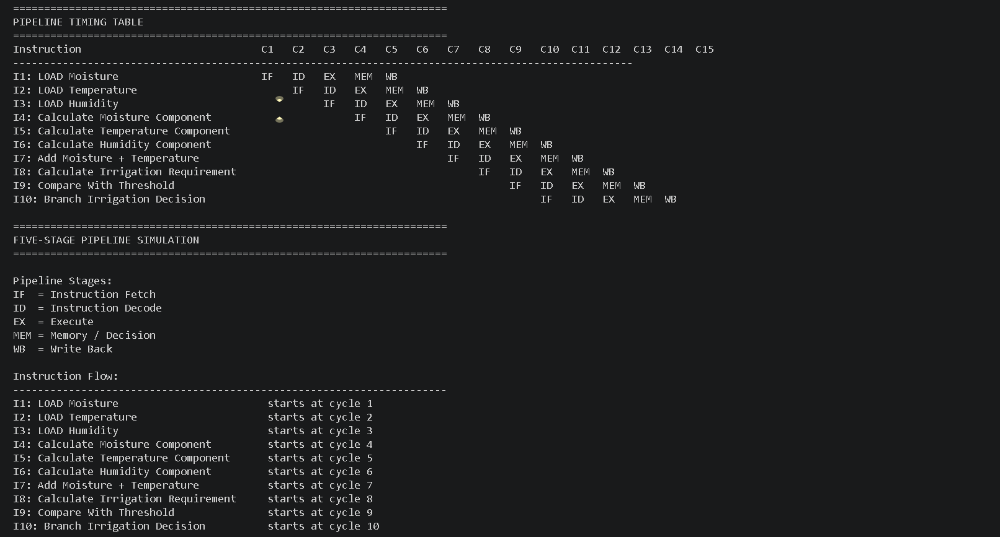 ======================================================================
PIPELINE TIMING TABLE
======================================================================
Instruction                             C1   C2   C3   C4   C5   C6   C7   C8   C9   C10  C11  C12  C13  C14  C15
----------------------------------------------------------------------------------------------------
I1: LOAD Moisture                       IF   ID   EX   MEM  WB
I2: LOAD Temperature                         IF   ID   EX   MEM  WB
I3: LOAD Humidity                                 IF   ID   EX   MEM  WB
I4: Calculate Moisture Component                       IF   ID   EX   MEM  WB
I5: Calculate Temperature Component                         IF   ID   EX   MEM  WB
I6: Calculate Humidity Component                                 IF   ID   EX   MEM  WB
I7: Add Moisture + Temperature                                        IF   ID   EX   MEM  WB
I8: Calculate Irrigation Requirement                                       IF   ID   EX   MEM  WB
I9: Compare With Threshold                                                      IF   ID   EX   MEM  WB
I10: Branch Irrigation Decision                                                      IF   ID   EX   MEM  WB
======================================================================
FIVE-STAGE PIPELINE SIMULATION
======================================================================
Pipeline Stages:
IF  = Instruction Fetch
ID  = Instruction Decode
EX  = Execute
MEM = Memory / Decision
WB  = Write Back
Instruction Flow:
----------------------------------------------------------------------
I1: LOAD Moisture                        starts at cycle 1
I2: LOAD Temperature                     starts at cycle 2
I3: LOAD Humidity                        starts at cycle 3
I4: Calculate Moisture Component         starts at cycle 4
I5: Calculate Temperature Component      starts at cycle 5
I6: Calculate Humidity Component         starts at cycle 6
I7: Add Moisture + Temperature           starts at cycle 7
I8: Calculate Irrigation Requirement     starts at cycle 8
I9: Compare With Threshold               starts at cycle 9
I10: Branch Irrigation Decision          starts at cycle 10